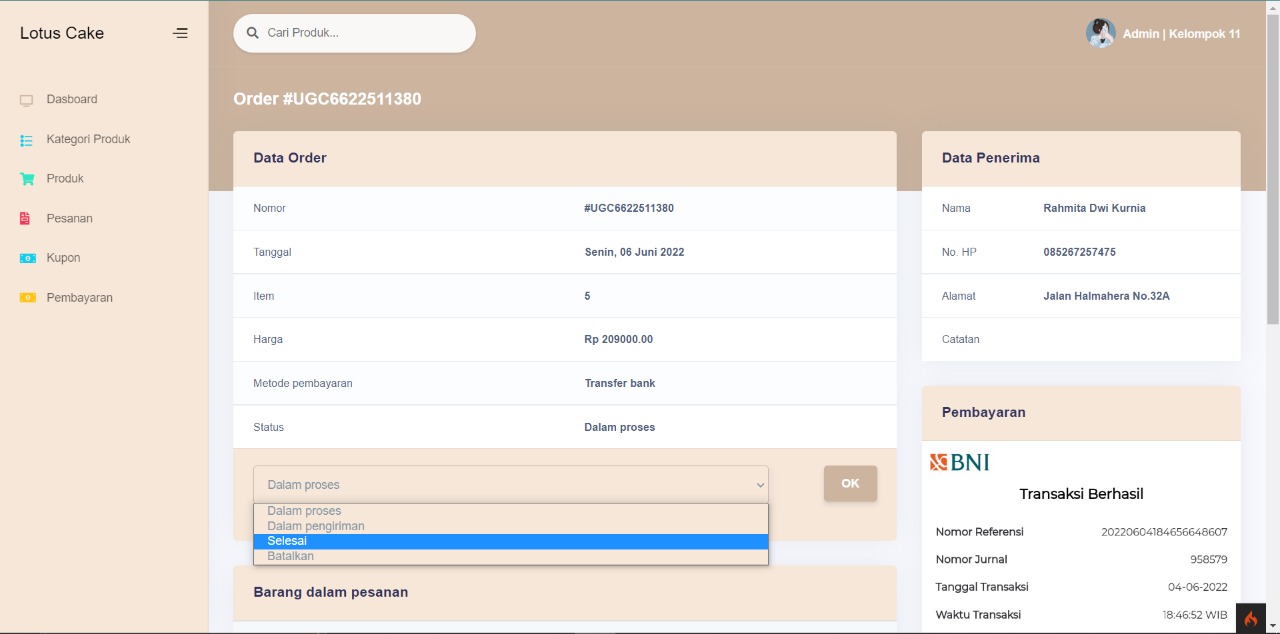 Lotus Cake
Dasboard
Kategori Produk
Produk
Pesanan
Kupon
Pembayaran
Cari Produk...
Admin | Kelompok 11
Order #UGC6622511380
Data Order
Nomor #UGC6622511380
Tanggal Senin, 06 Juni 2022
Item 5
Harga Rp 209000.00
Metode pembayaran Transfer bank
Status Dalam proses
Dalam proses OK
Dalam proses
Dalam pengiriman
Selesai
Batalkan
Barang dalam pesanan
Data Penerima
Nama Rahmita Dwi Kurnia
No. HP 085267257475
Alamat Jalan Halmahera No.32A
Catatan
Pembayaran
BNI
Transaksi Berhasil
Nomor Referensi 20220604184656648607
Nomor Jurnal 958579
Tanggal Transaksi 04-06-2022
Waktu Transaksi 18:46:52 WIB